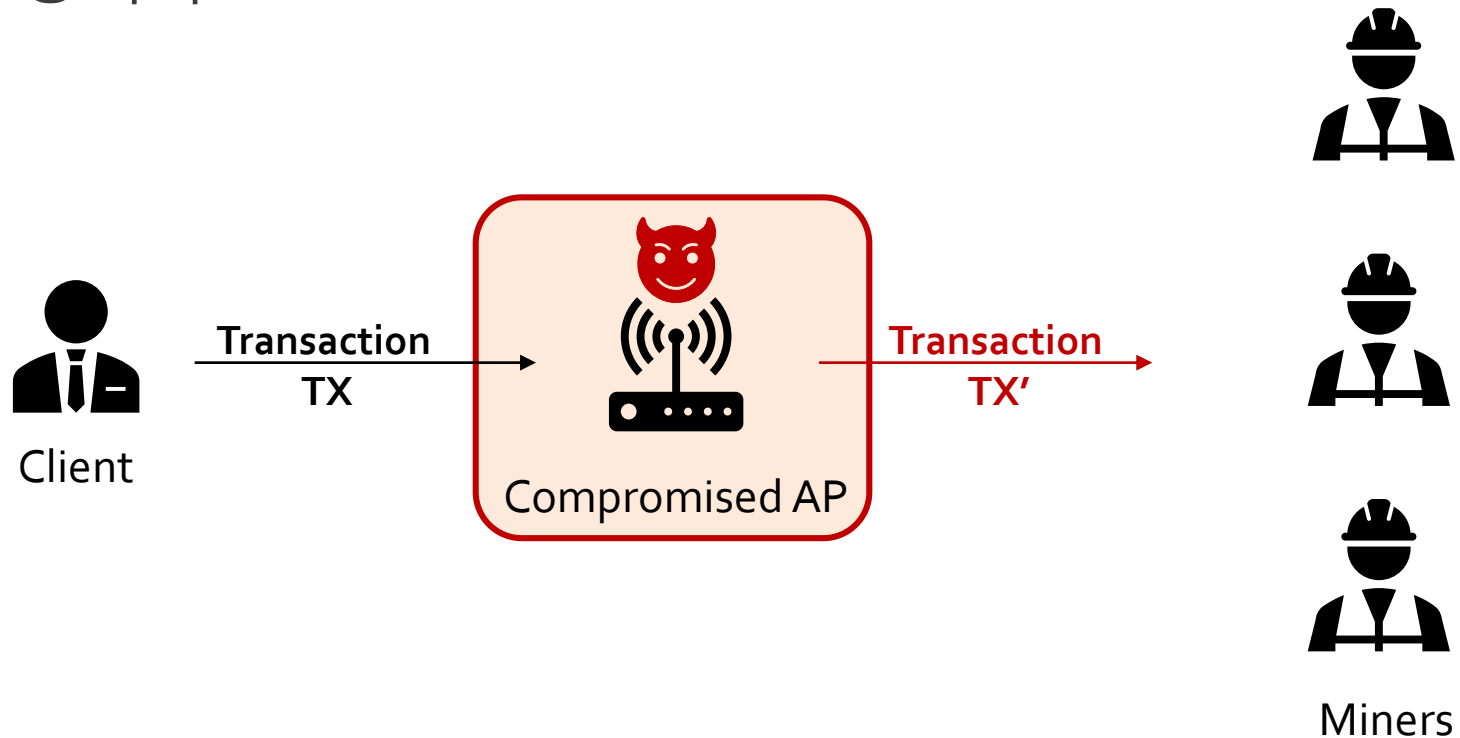 Transaction
TX
Client
Compromised AP
Transaction
TX’
Miners